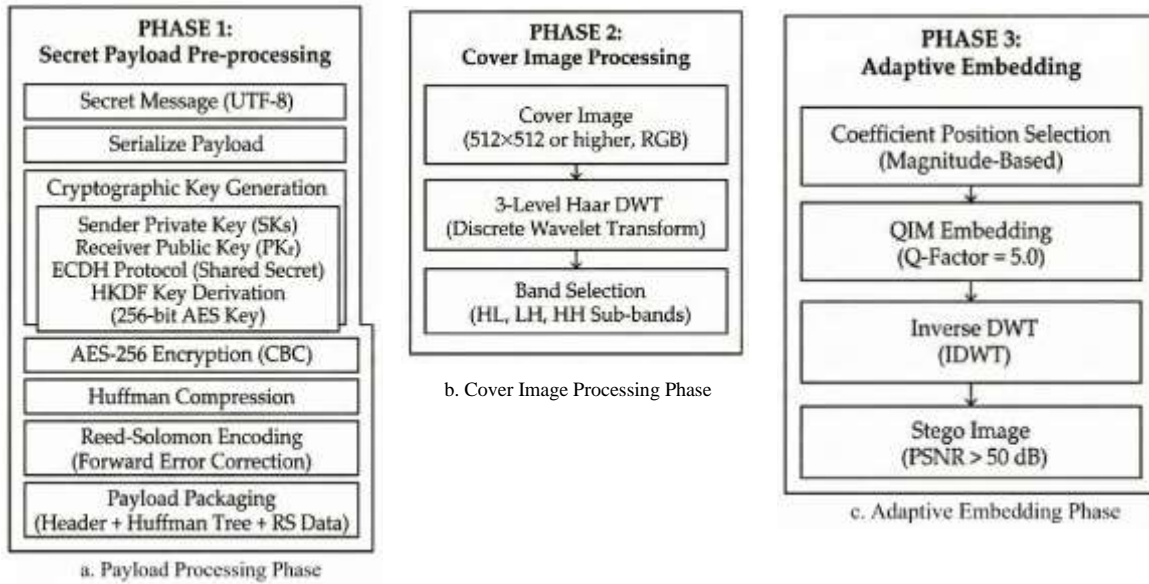 PHASE 1:
Secret Payload Pre-processing
Secret Message (UTF-8)
Serialize Payload
Cryptographic Key Generation
Sender Private Key (SKs)
Receiver Public Key (PKr)
ECDH Protocol (Shared Secret)
HKDF Key Derivation
(256-bit AES Key)
AES-256 Encryption (CBC)
Huffman Compression
Reed-Solomon Encoding
(Forward Error Correction)
Payload Packaging
(Header + Huffman Tree + RS Data)
a. Payload Processing Phase
PHASE 2:
Cover Image Processing
Cover Image
(512×512 or higher, RGB)
3-Level Haar DWT
(Discrete Wavelet Transform)
Band Selection
(HL, LH, HH Sub-bands)
b. Cover Image Processing Phase
PHASE 3:
Adaptive Embedding
Coefficient Position Selection
(Magnitude-Based)
QIM Embedding
(Q-Factor = 5.0)
Inverse DWT
(IDWT)
Stego Image
(PSNR > 50 dB)
c. Adaptive Embedding Phase